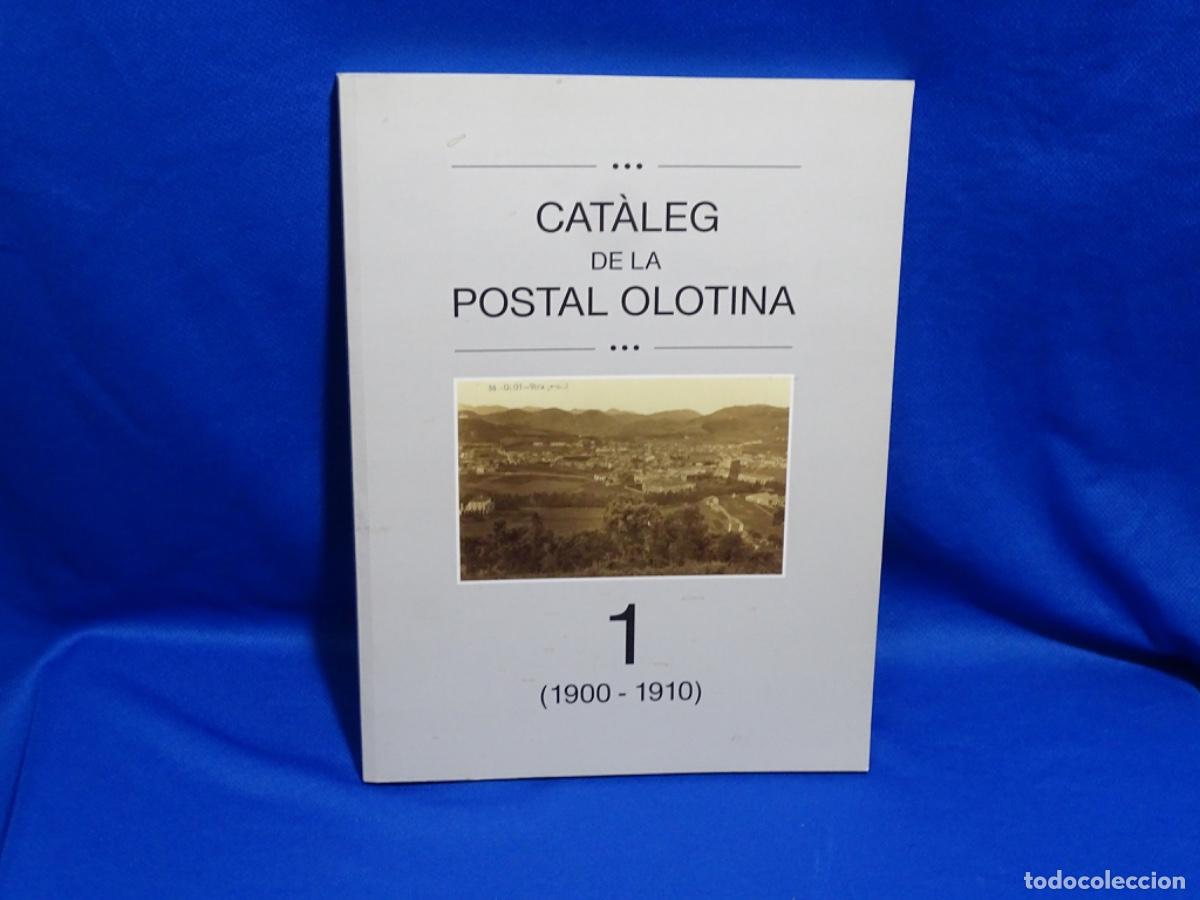 CATÀLEG
DE LA
POSTAL OLOTINA
1
(1900 - 1910)
todocoleccion